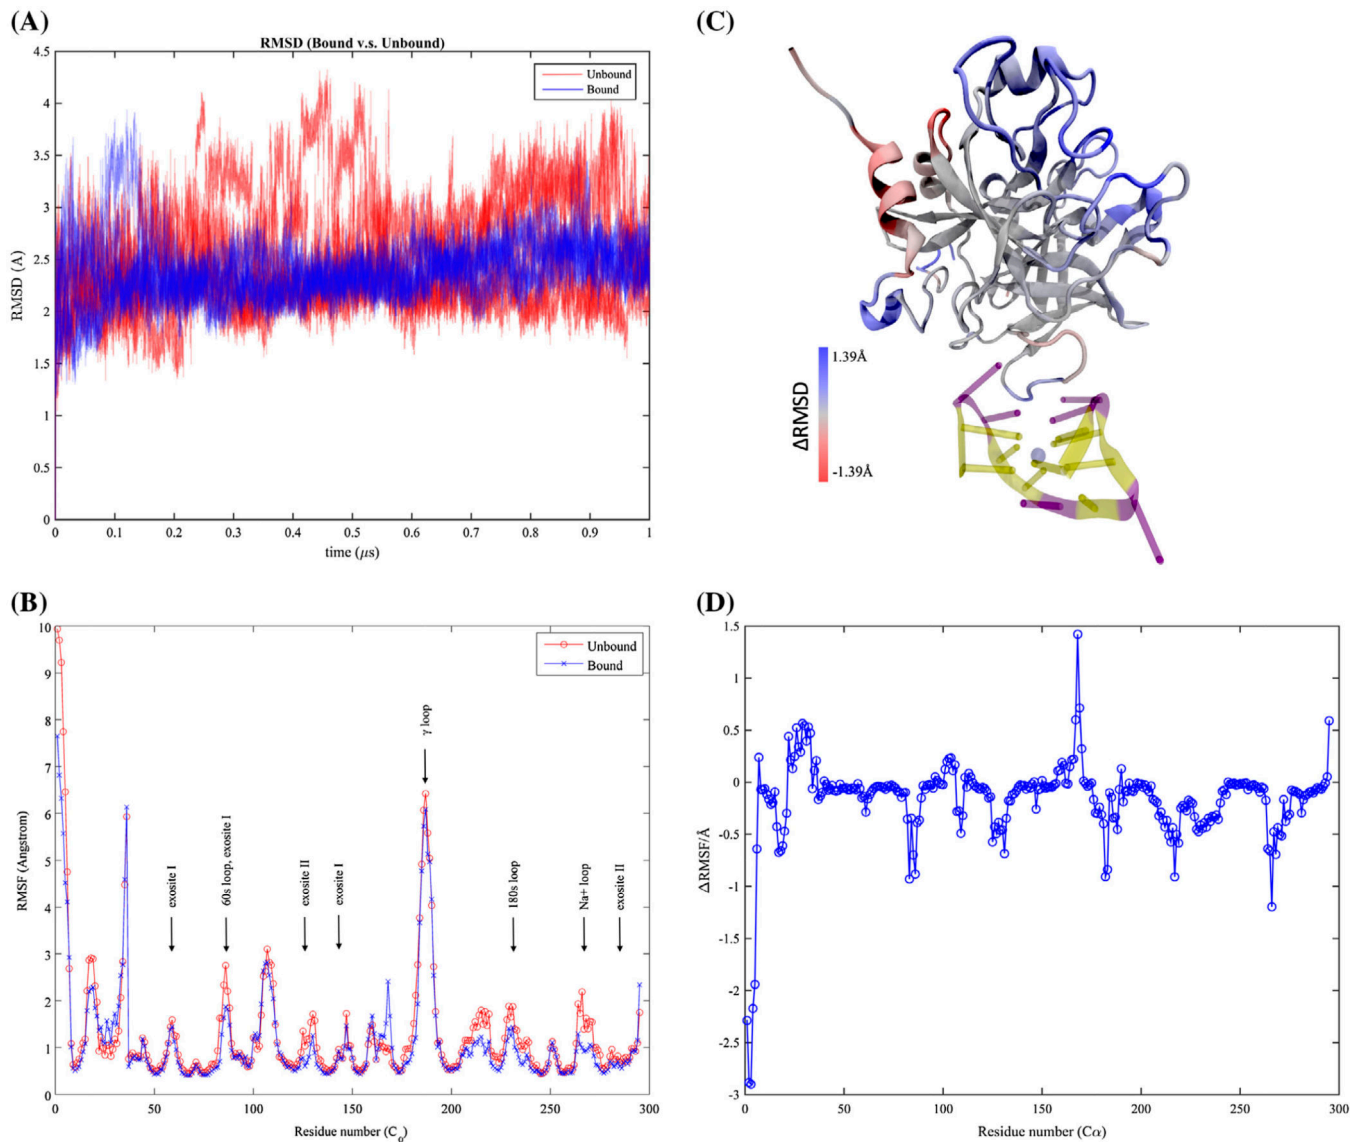 (A)
RMSD (Bound v.s. Unbound)
4.5
4
3.5
3
2.5
2
1.5
1
0.5
0
RMSD (A)
Unbound
Bound
0
0.1
0.2
0.3
0.4
0.5
0.6
0.7
0.8
0.9
1
time (μs)
(C)
1.39Å
ΔRMSD
-1.39Å
(B)
10
9
8
7
6
5
4
3
2
1
0
RMSF (Angstrom)
Unbound
Bound
exosite I
60s loop, exosite I
exosite II
exosite I
γ loop
180s loop
Na+ loop
exosite II
0
50
100
150
200
250
300
Residue number (Cα)
(D)
1.5
1
0.5
0
-0.5
-1
-1.5
-2
-2.5
-3
ΔRMSF/Å
0
50
100
150
200
250
300
Residue number (Cα)